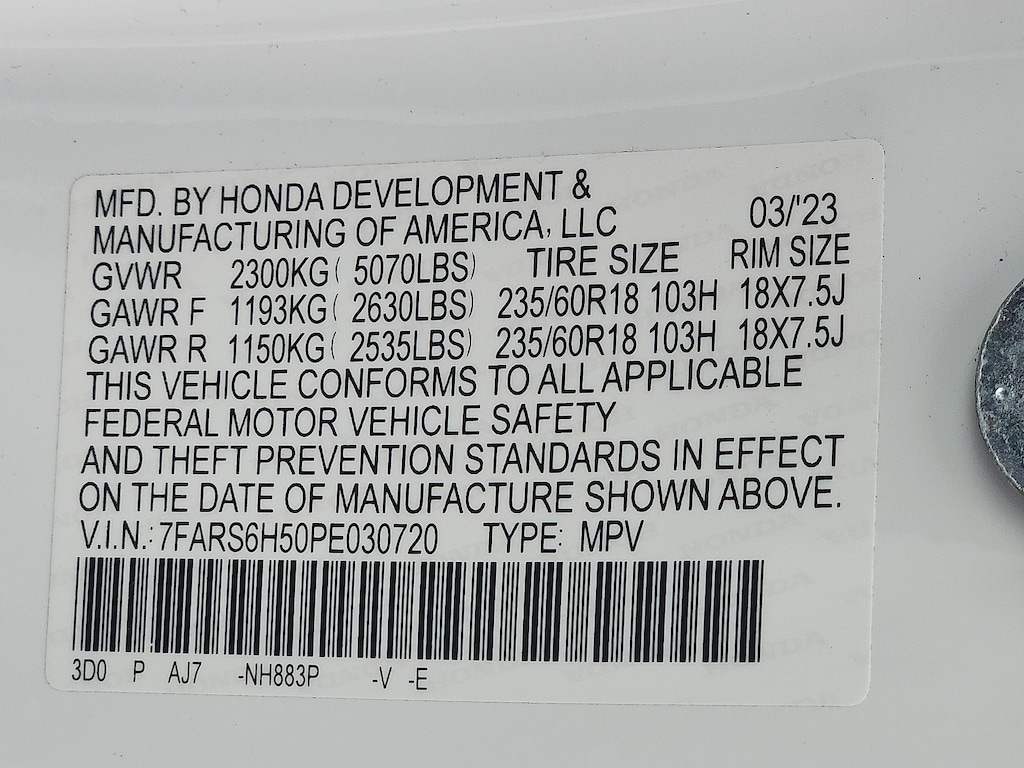 MFD. BY HONDA DEVELOPMENT &
MANUFACTURING OF AMERICA, LLC 03/'23
GVWR 2300KG( 5070LBS) TIRE SIZE RIM SIZE
GAWR F 1193KG( 2630LBS) 235/60R18 103H 18X7.5J
GAWR R 1150KG( 2535LBS) 235/60R18 103H 18X7.5J
THIS VEHICLE CONFORMS TO ALL APPLICABLE
FEDERAL MOTOR VEHICLE SAFETY
AND THEFT PREVENTION STANDARDS IN EFFECT
ON THE DATE OF MANUFACTURE SHOWN ABOVE.
V.I.N.: 7FARS6H50PE030720 TYPE: MPV
3D0 P AJ7 -NH883P -V -E